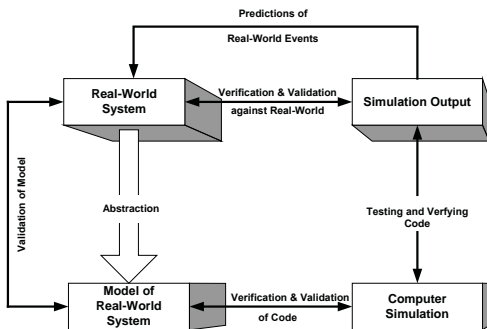 Predictions of
Real-World Events
Real-World
System
Verification & Validation
against Real-World
Simulation Output
Validation of Model
Abstraction
Testing and Verfying
Code
Model of
Real-World
System
Verification & Validation
of Code
Computer
Simulation